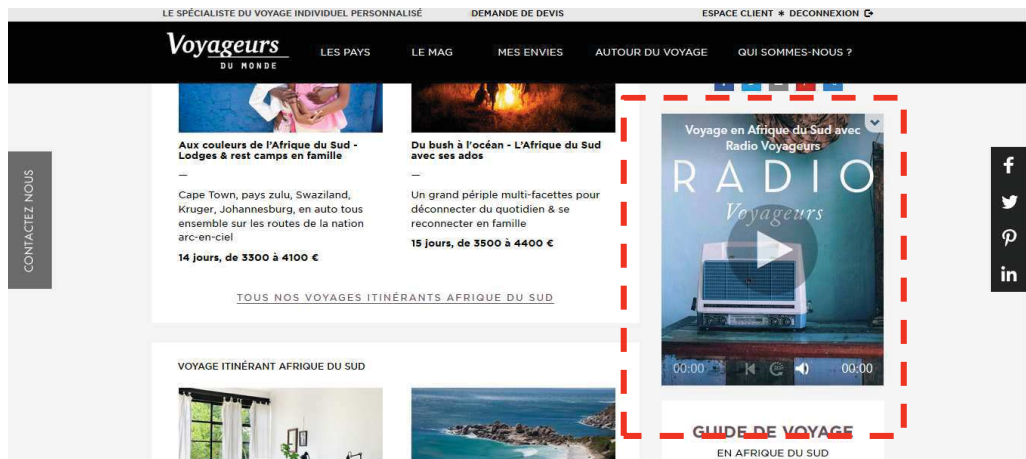 LE SPÉCIALISTE DU VOYAGE INDIVIDUEL PERSONNALISÉ DEMANDE DE DEVIS ESPACE CLIENT * DECONNEXION
Voyageurs
DU MONDE
LES PAYS LE MAG MES ENVIES AUTOUR DU VOYAGE QUI SOMMES-NOUS ?
CONTACTEZ NOUS
Aux couleurs de l'Afrique du Sud -
Lodges & rest camps en famille
—
Cape Town, pays zulu, Swaziland,
Kruger, Johannesburg, en auto tous
ensemble sur les routes de la nation
arc-en-ciel
14 jours, de 3300 à 4100 €
Du bush à l'océan - L'Afrique du Sud
avec ses ados
—
Un grand périple multi-facettes pour
déconnecter du quotidien & se
reconnecter en famille
15 jours, de 3500 à 4400 €
TOUS NOS VOYAGES ITINÉRANTS AFRIQUE DU SUD
VOYAGE ITINÉRANT AFRIQUE DU SUD
Voyage en Afrique du Sud avec
Radio Voyageurs
RADIO
Voyageurs
00:00 00:00
GUIDE DE VOYAGE
EN AFRIQUE DU SUD